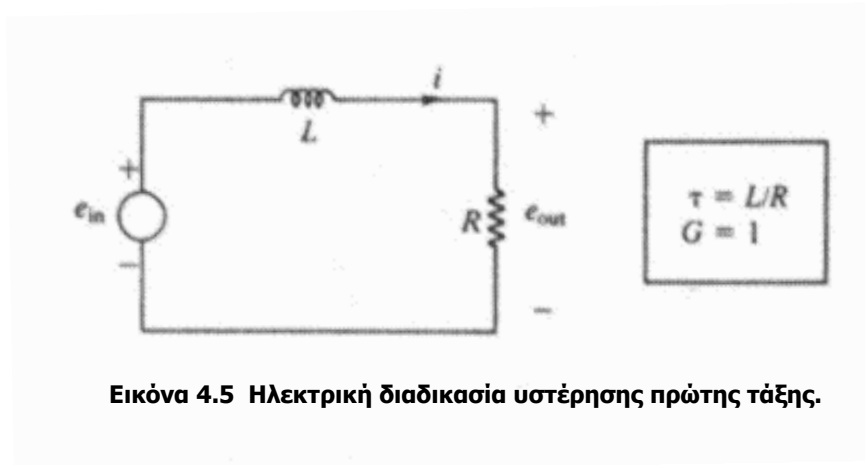 i
L
+
+
e_in
R
e_out
−
−
τ = L/R
G = 1
Εικόνα 4.5 Ηλεκτρική διαδικασία υστέρησης πρώτης τάξης.